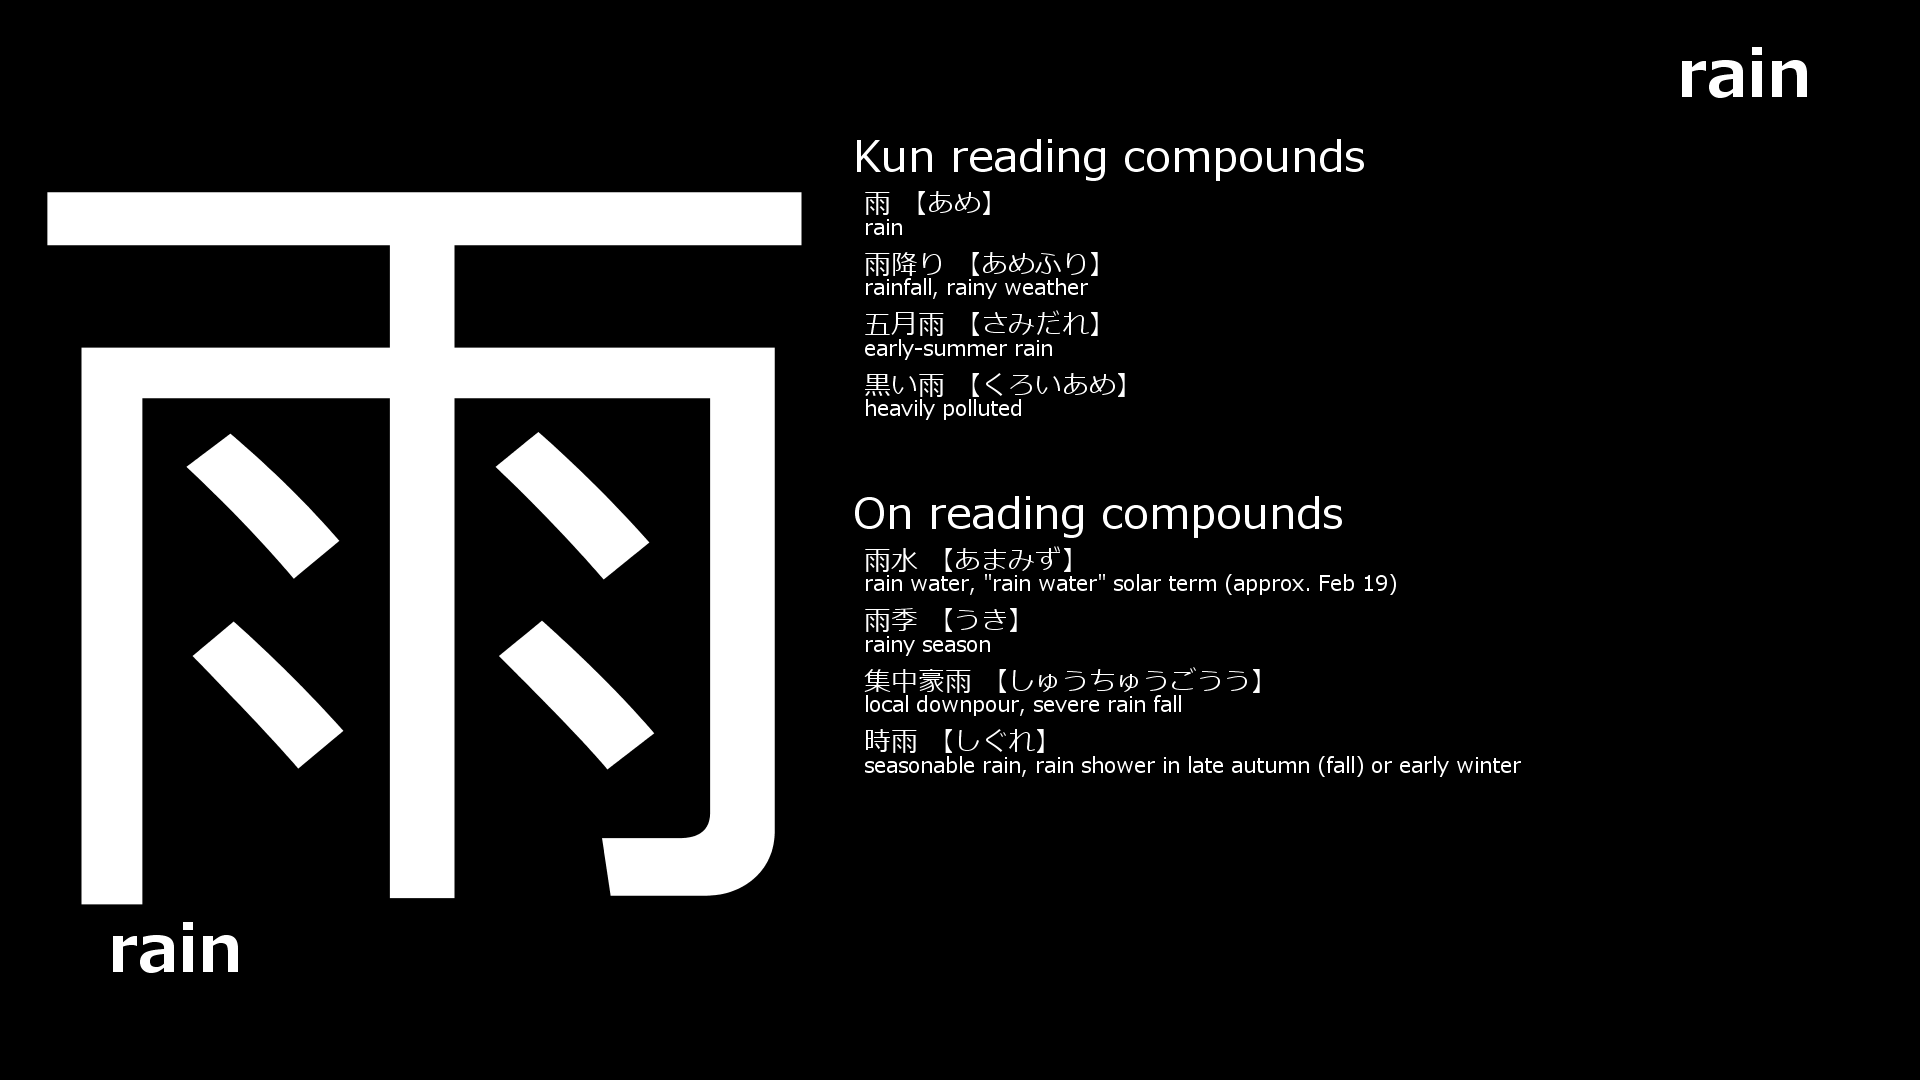 rain
雨
rain
Kun reading compounds
雨 【あめ】
rain
雨降り 【あめふり】
rainfall, rainy weather
五月雨 【さみだれ】
early-summer rain
黒い雨 【くろいあめ】
heavily polluted
On reading compounds
雨水 【あまみず】
rain water, "rain water" solar term (approx. Feb 19)
雨季 【うき】
rainy season
集中豪雨 【しゅうちゅうごうう】
local downpour, severe rain fall
時雨 【しぐれ】
seasonable rain, rain shower in late autumn (fall) or early winter